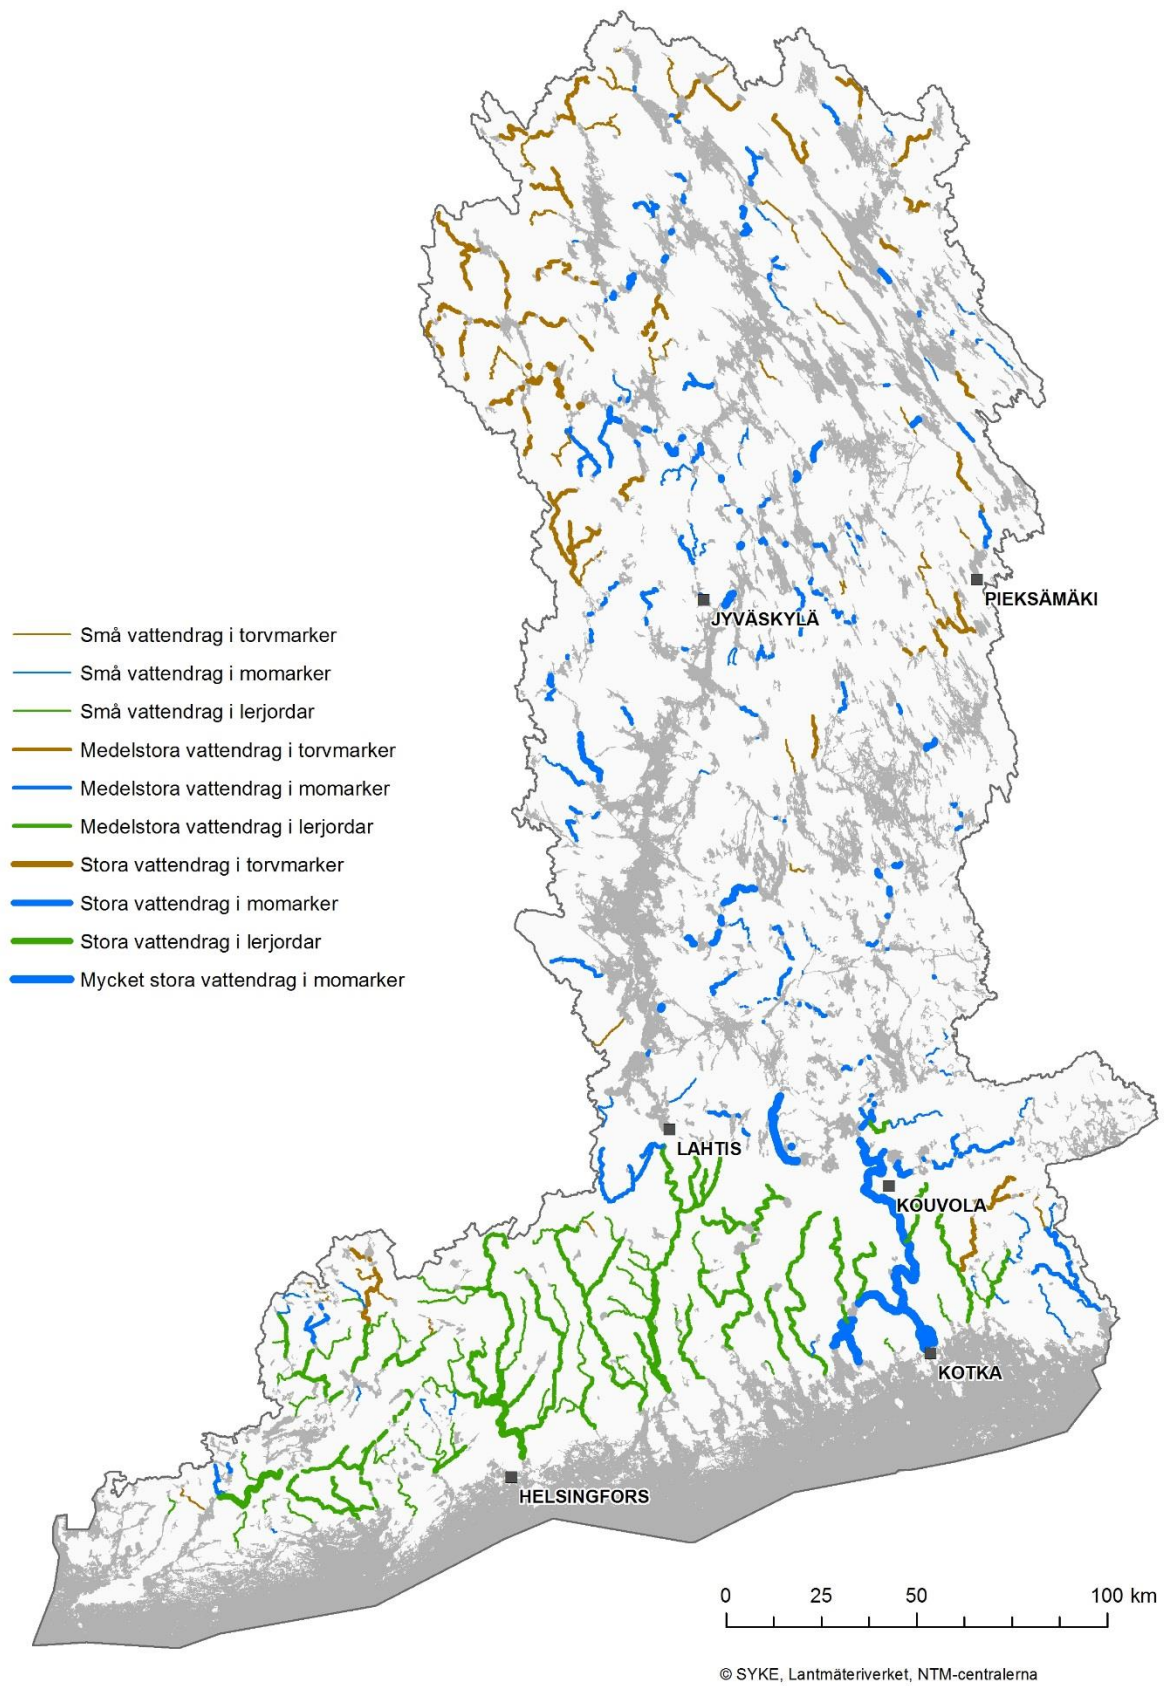 PIEKSÄMÄKI
JYVÄSKYLÄ
Små vattendrag i torvmarker
Små vattendrag i momarker
Små vattendrag i lerjordar
Medelstora vattendrag i torvmarker
Medelstora vattendrag i momarker
Medelstora vattendrag i lerjordar
Stora vattendrag i torvmarker
Stora vattendrag i momarker
Stora vattendrag i lerjordar
Mycket stora vattendrag i momarker
LAHTIS
KOUVOLA
KOTKA
HELSINGFORS
0 25 50 100 km
© SYKE, Lantmäteriverket, NTM-centralerna